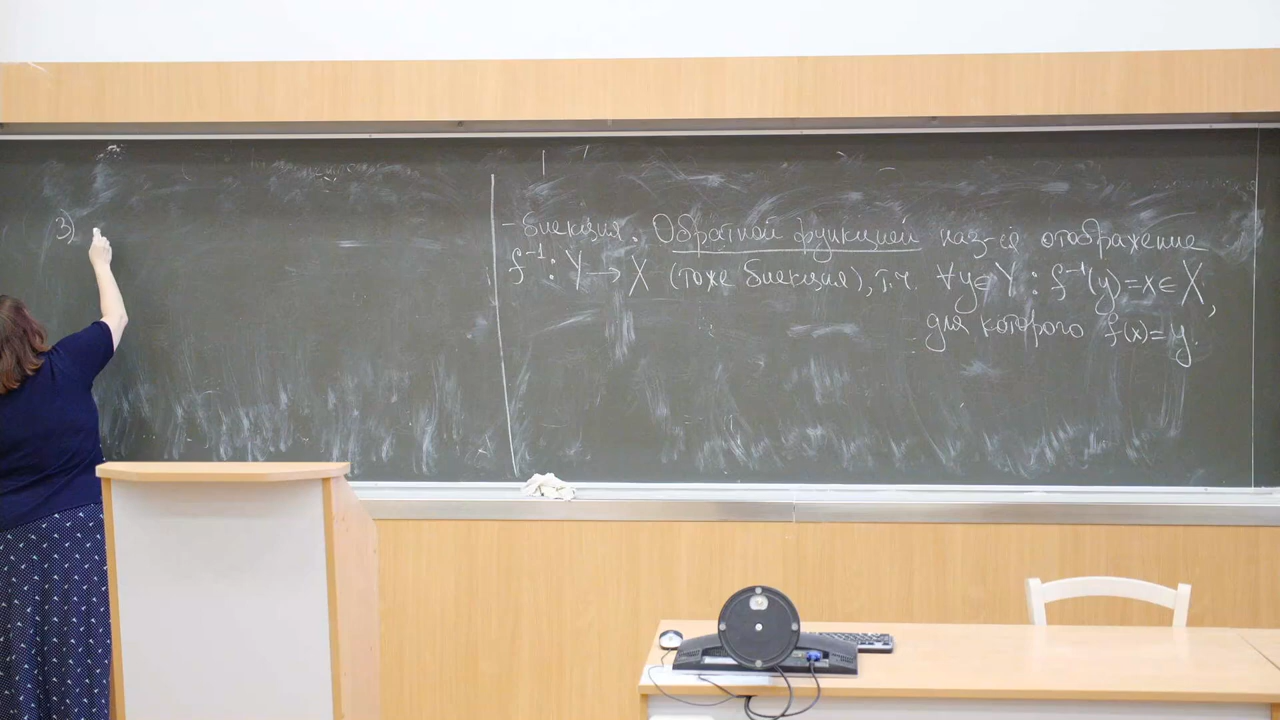 3)
- биекция. Обратной функцией наз-ся отображение
f⁻¹: Y → X (тоже биекция), т.ч. ∀y∈Y: f⁻¹(y)=x∈X,
для которого f(x)=y.